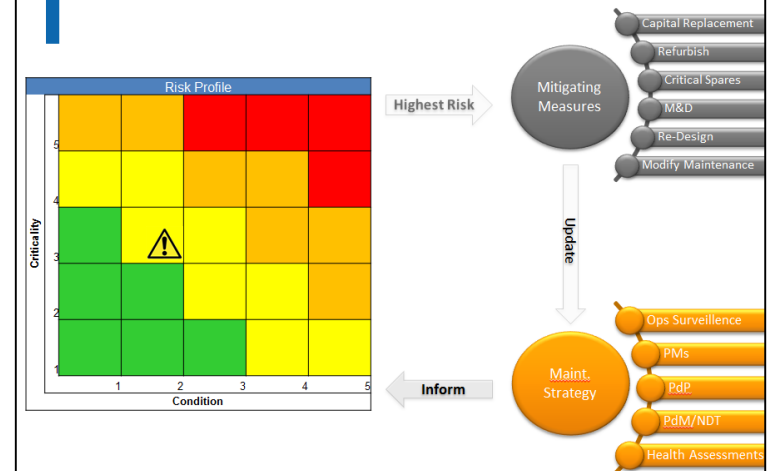 Risk Profile
5
4
3
2
1
Criticality
1 2 3 4 5
Condition
Highest Risk
Mitigating
Measures
Capital Replacement
Refurbish
Critical Spares
M&D
Re-Design
Modify Maintenance
Update
Maint.
Strategy
Ops Surveillence
PMs
PdP
PdM/NDT
Health Assessments
Inform